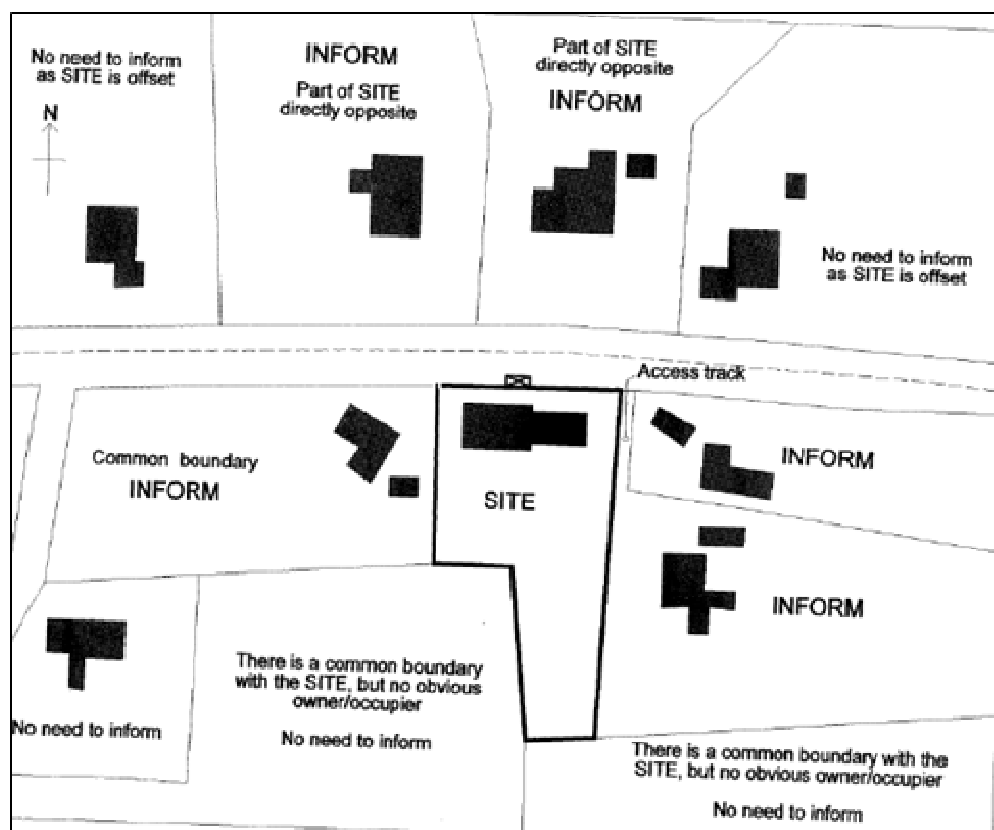 No need to inform
as SITE is offset
INFORM
Part of SITE
directly opposite
Part of SITE
directly opposite
INFORM
N
No need to inform
as SITE is offset
Access track
Common boundary
INFORM
SITE
INFORM
INFORM
There is a common boundary
with the SITE, but no obvious
owner/occupier
No need to inform
No need to inform
There is a common boundary with the
SITE, but no obvious owner/occupier
No need to inform